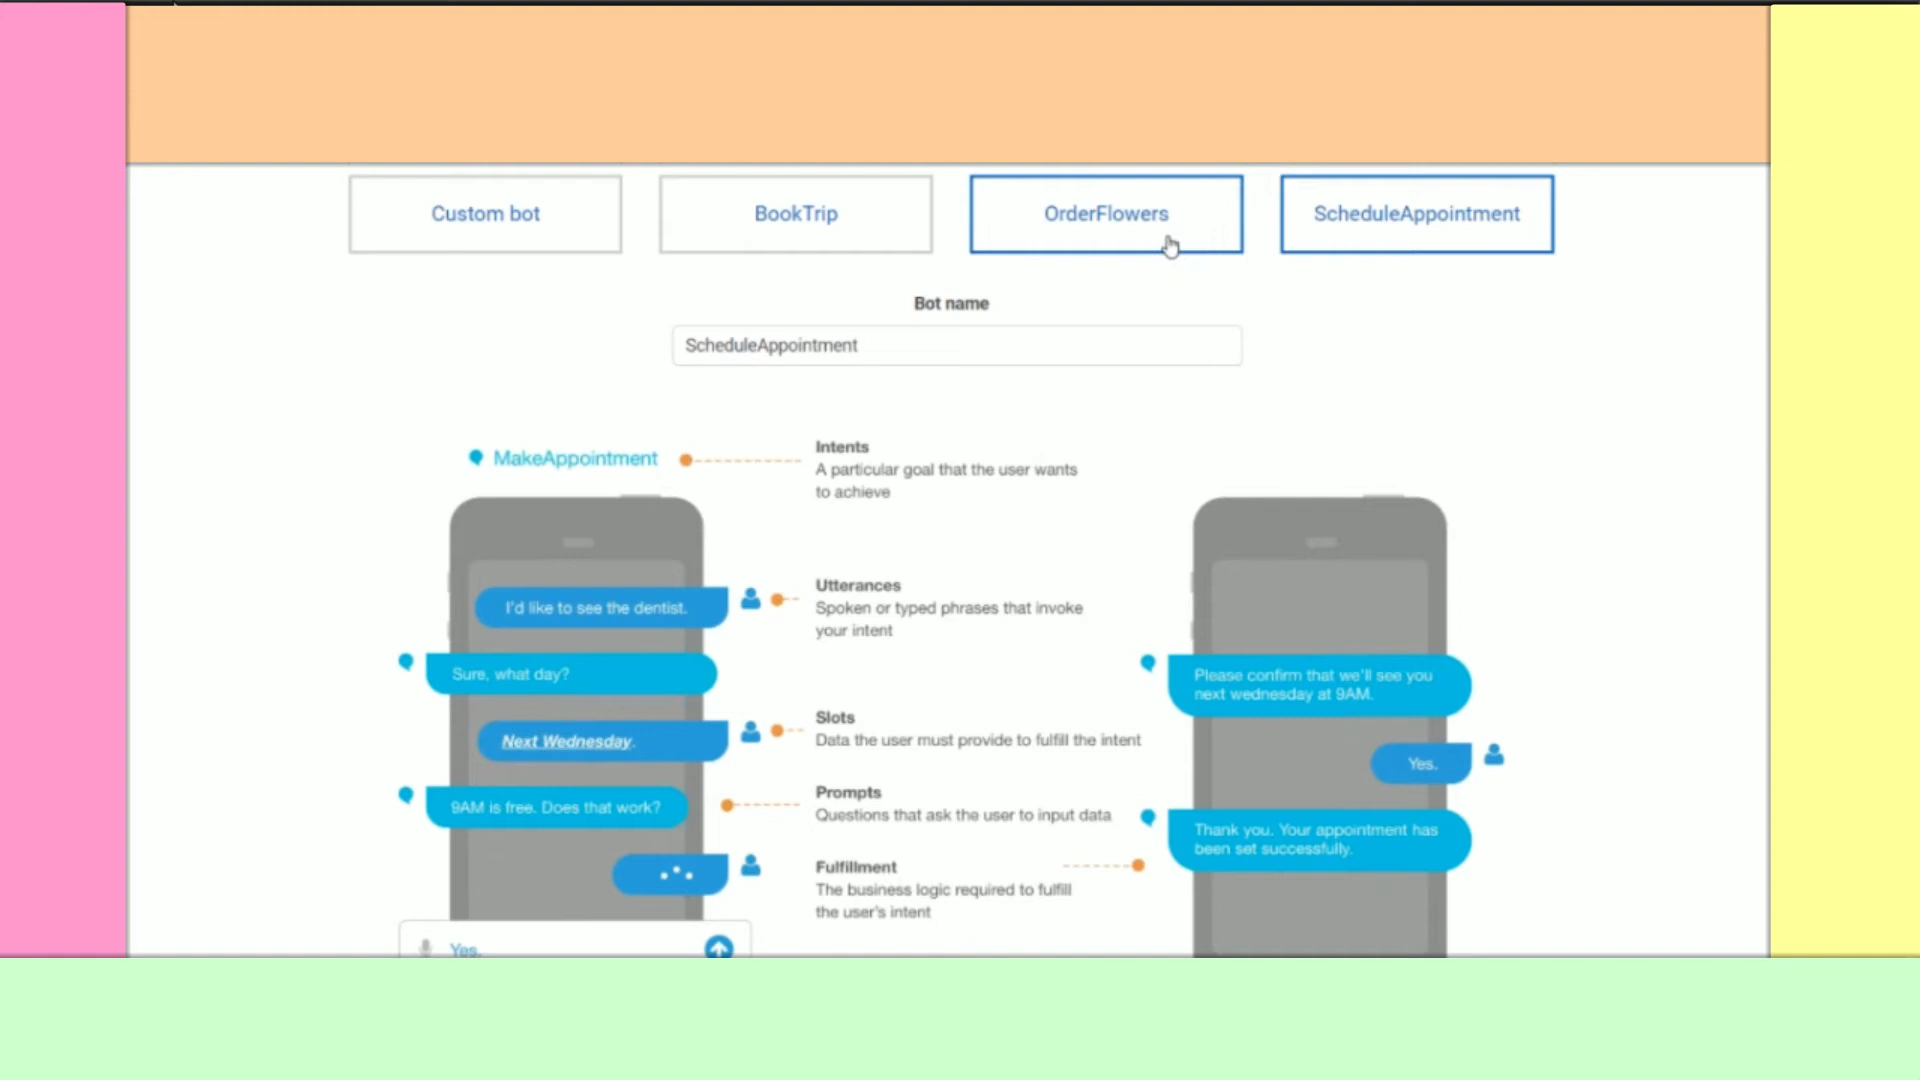 Custom bot
BookTrip
OrderFlowers
ScheduleAppointment
Bot name
ScheduleAppointment
MakeAppointment
Intents
A particular goal that the user wants
to achieve
I'd like to see the dentist.
Utterances
Spoken or typed phrases that invoke
your intent
Sure, what day?
Next Wednesday.
Slots
Data the user must provide to fulfill the intent
9AM is free. Does that work?
Prompts
Questions that ask the user to input data
Fulfillment
The business logic required to fulfill
the user's intent
Yes.
Please confirm that we'll see you
next wednesday at 9AM.
Yes.
Thank you. Your appointment has
been set successfully.